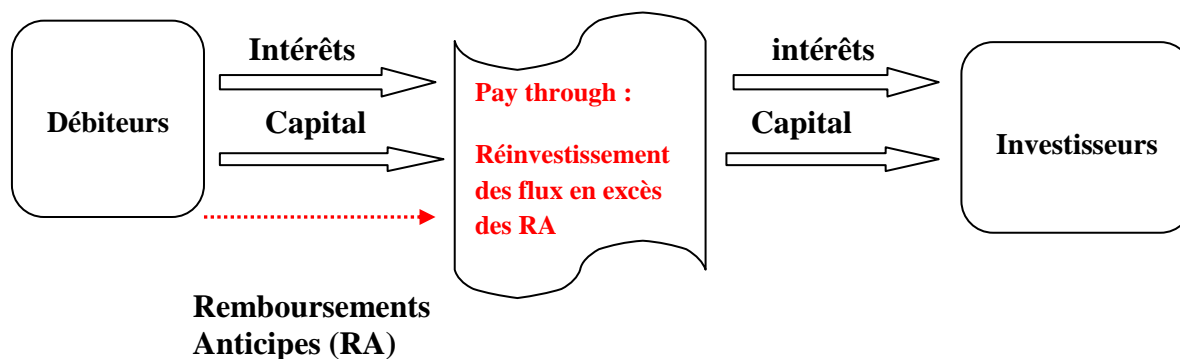 Débiteurs
Intérêts
Capital
Remboursements
Anticipes (RA)
Pay through :
Réinvestissement
des flux en excès
des RA
intérêts
Capital
Investisseurs